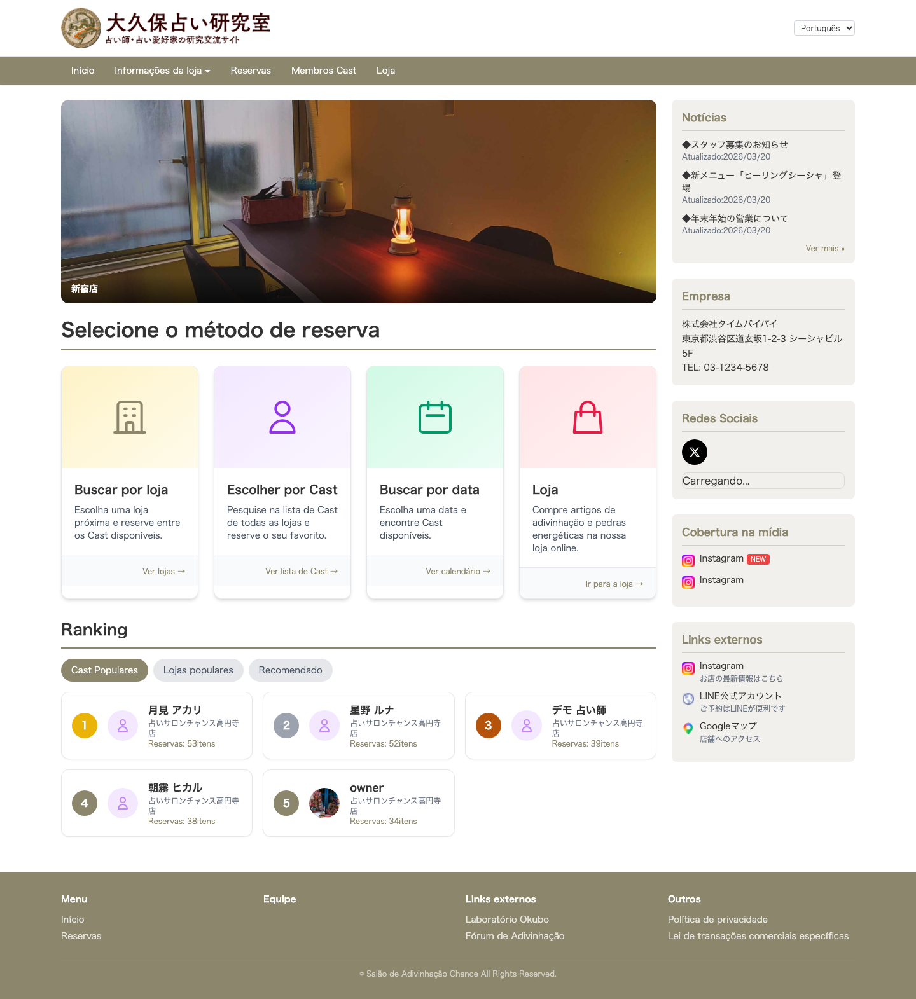 大久保占い研究室
占い師・占い愛好家の研究交流サイト
Português
Início
Informações da loja
Reservas
Membros Cast
Loja
新宿店
Selecione o método de reserva
Buscar por loja
Escolha uma loja
próxima e reserve entre
os Cast disponíveis.
Ver lojas →
Escolher por Cast
Pesquise na lista de Cast
de todas as lojas e
reserve o seu favorito.
Ver lista de Cast →
Buscar por data
Escolha uma data e
encontre Cast
disponíveis.
Ver calendário →
Loja
Compre artigos de
adivinhação e pedras
energéticas na nossa
loja online.
Ir para a loja →
Ranking
Cast Populares
Lojas populares
Recomendado
1
月見 アカリ
占いサロンチャンス高円寺
店
Reservas: 53itens
2
星野 ルナ
占いサロンチャンス高円寺
店
Reservas: 52itens
3
デモ 占い師
占いサロンチャンス高円寺
店
Reservas: 39itens
4
朝霧 ヒカル
占いサロンチャンス高円寺
店
Reservas: 38itens
5
owner
占いサロンチャンス高円寺
店
Reservas: 34itens
Notícias
◆スタッフ募集のお知らせ
Atualizado:2026/03/20
◆新メニュー「ヒーリングシーシャ」登
場
Atualizado:2026/03/20
◆年末年始の営業について
Atualizado:2026/03/20
Ver mais »
Empresa
株式会社タイムバイバイ
東京都渋谷区道玄坂1-2-3 シーシャビル
5F
TEL: 03-1234-5678
Redes Sociais
Carregando...
Cobertura na mídia
Instagram NEW
Instagram
Links externos
Instagram
お店の最新情報はこちら
LINE公式アカウント
ご予約はLINEが便利です
Googleマップ
店舗へのアクセス
Menu
Início
Reservas
Equipe
Links externos
Laboratório Okubo
Fórum de Adivinhação
Outros
Política de privacidade
Lei de transações comerciais específicas
© Salão de Adivinhação Chance All Rights Reserved.